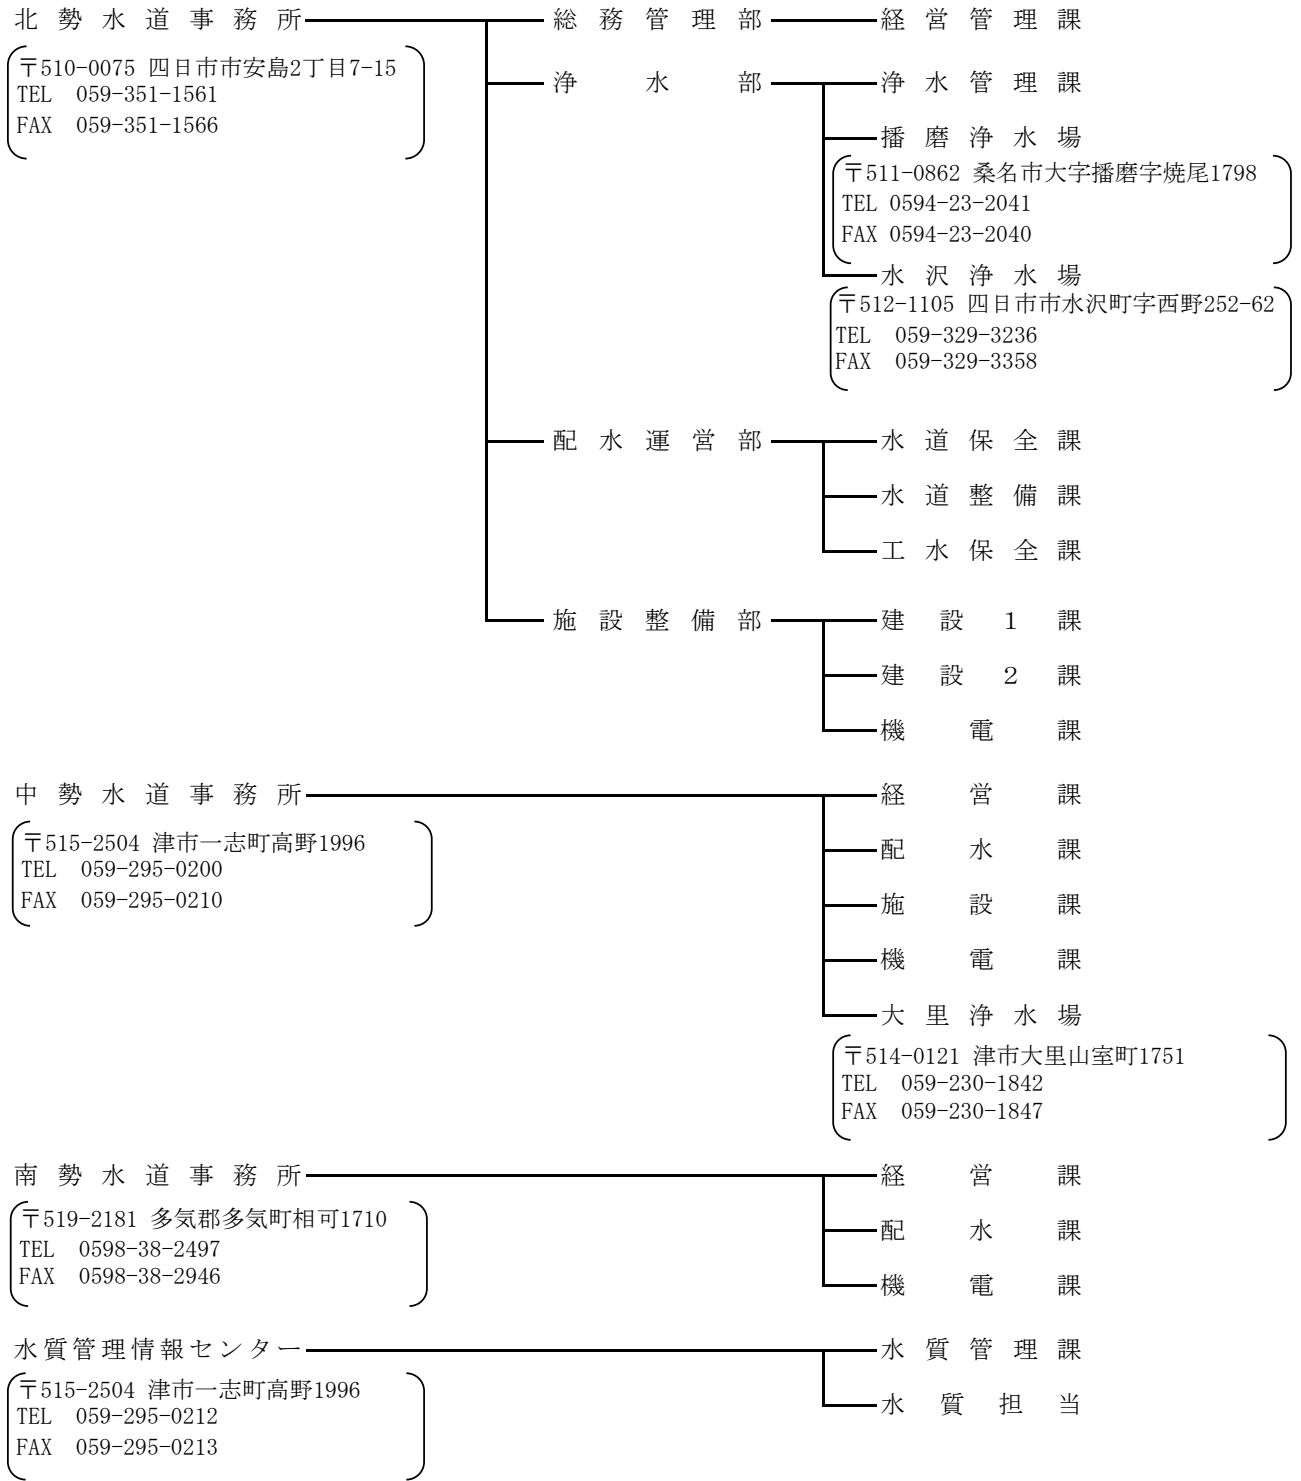 北勢水道事務所 総務管理部 経営管理課
〒510-0075 四日市市安島2丁目7-15
TEL 059-351-1561
FAX 059-351-1566
浄水部 浄水管理課
播磨浄水場
〒511-0862 桑名市大字播磨字焼尾1798
TEL 0594-23-2041
FAX 0594-23-2040
水沢浄水場
〒512-1105 四日市市水沢町字西野252-62
TEL 059-329-3236
FAX 059-329-3358
配水運営部 水道保全課
水道整備課
工水保全課
施設整備部 建設1課
建設2課
機電課
中勢水道事務所 経営課
〒515-2504 津市一志町高野1996
TEL 059-295-0200
FAX 059-295-0210
配水課
施設課
機電課
大里浄水場
〒514-0121 津市大里山室町1751
TEL 059-230-1842
FAX 059-230-1847
南勢水道事務所 経営課
〒519-2181 多気郡多気町相可1710
TEL 0598-38-2497
FAX 0598-38-2946
配水課
機電課
水質管理情報センター 水質管理課
〒515-2504 津市一志町高野1996
TEL 059-295-0212
FAX 059-295-0213
水質担当